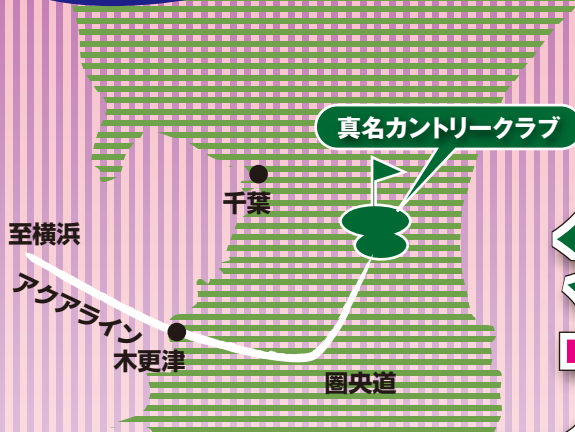 真名カントリークラブ
千葉
至横浜
アクアライン
木更津
圏央道